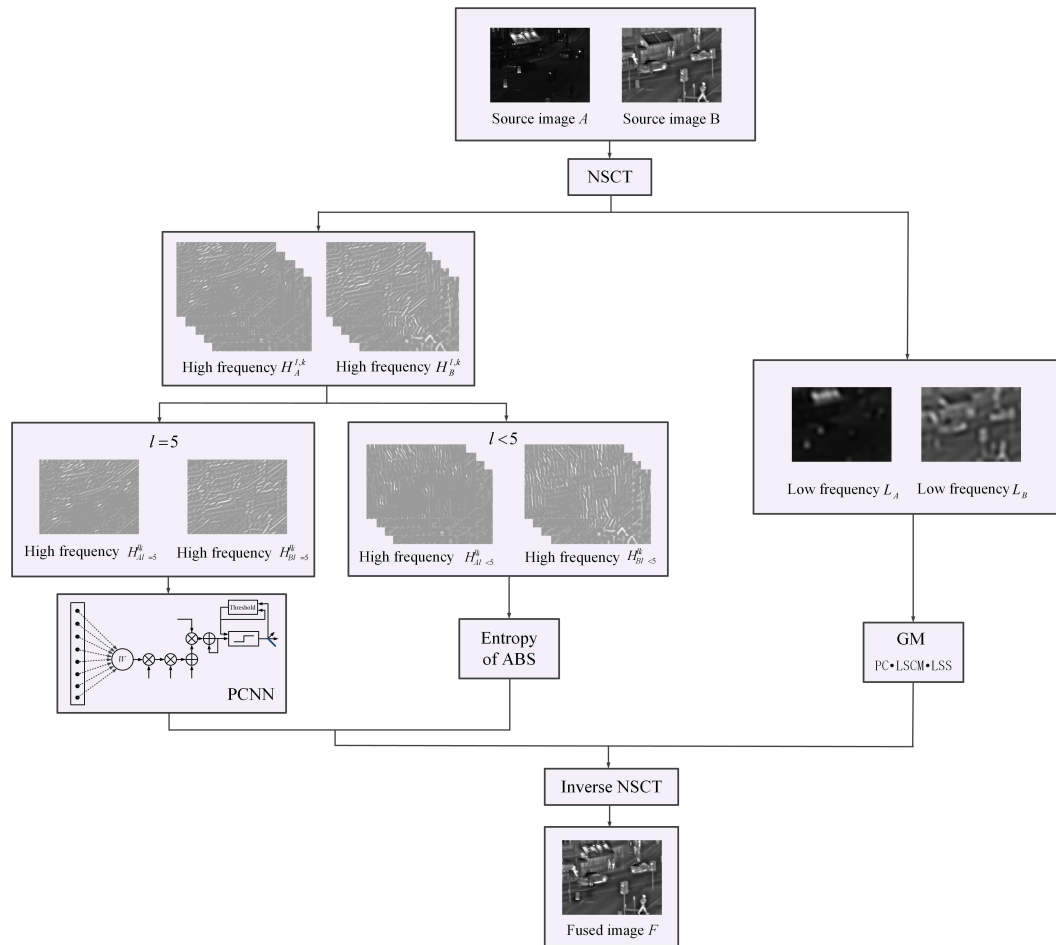 Source image A
Source image B
NSCT
High frequency H_A^{l,k}
High frequency H_B^{l,k}
l = 5
l < 5
High frequency H_{Al=5}^{lk}
High frequency H_{Bl=5}^{lk}
High frequency H_{Al<5}^{lk}
High frequency H_{Bl<5}^{lk}
Low frequency L_A
Low frequency L_B
Threshold
W
PCNN
Entropy
of ABS
GM
PC•LSCM•LSS
Inverse NSCT
Fused image F